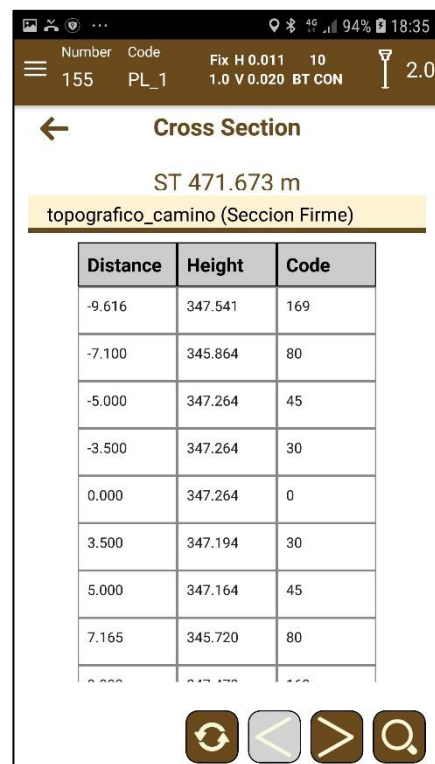 4G 94% 18:35
Number Code Fix H 0.011 10
155 PL_1 1.0 V 0.020 BT CON 2.0
Cross Section
ST 471.673 m
topografico_camino (Seccion Firme)
Distance Height Code
-9.616 347.541 169
-7.100 345.864 80
-5.000 347.264 45
-3.500 347.264 30
0.000 347.264 0
3.500 347.194 30
5.000 347.164 45
7.165 345.720 80